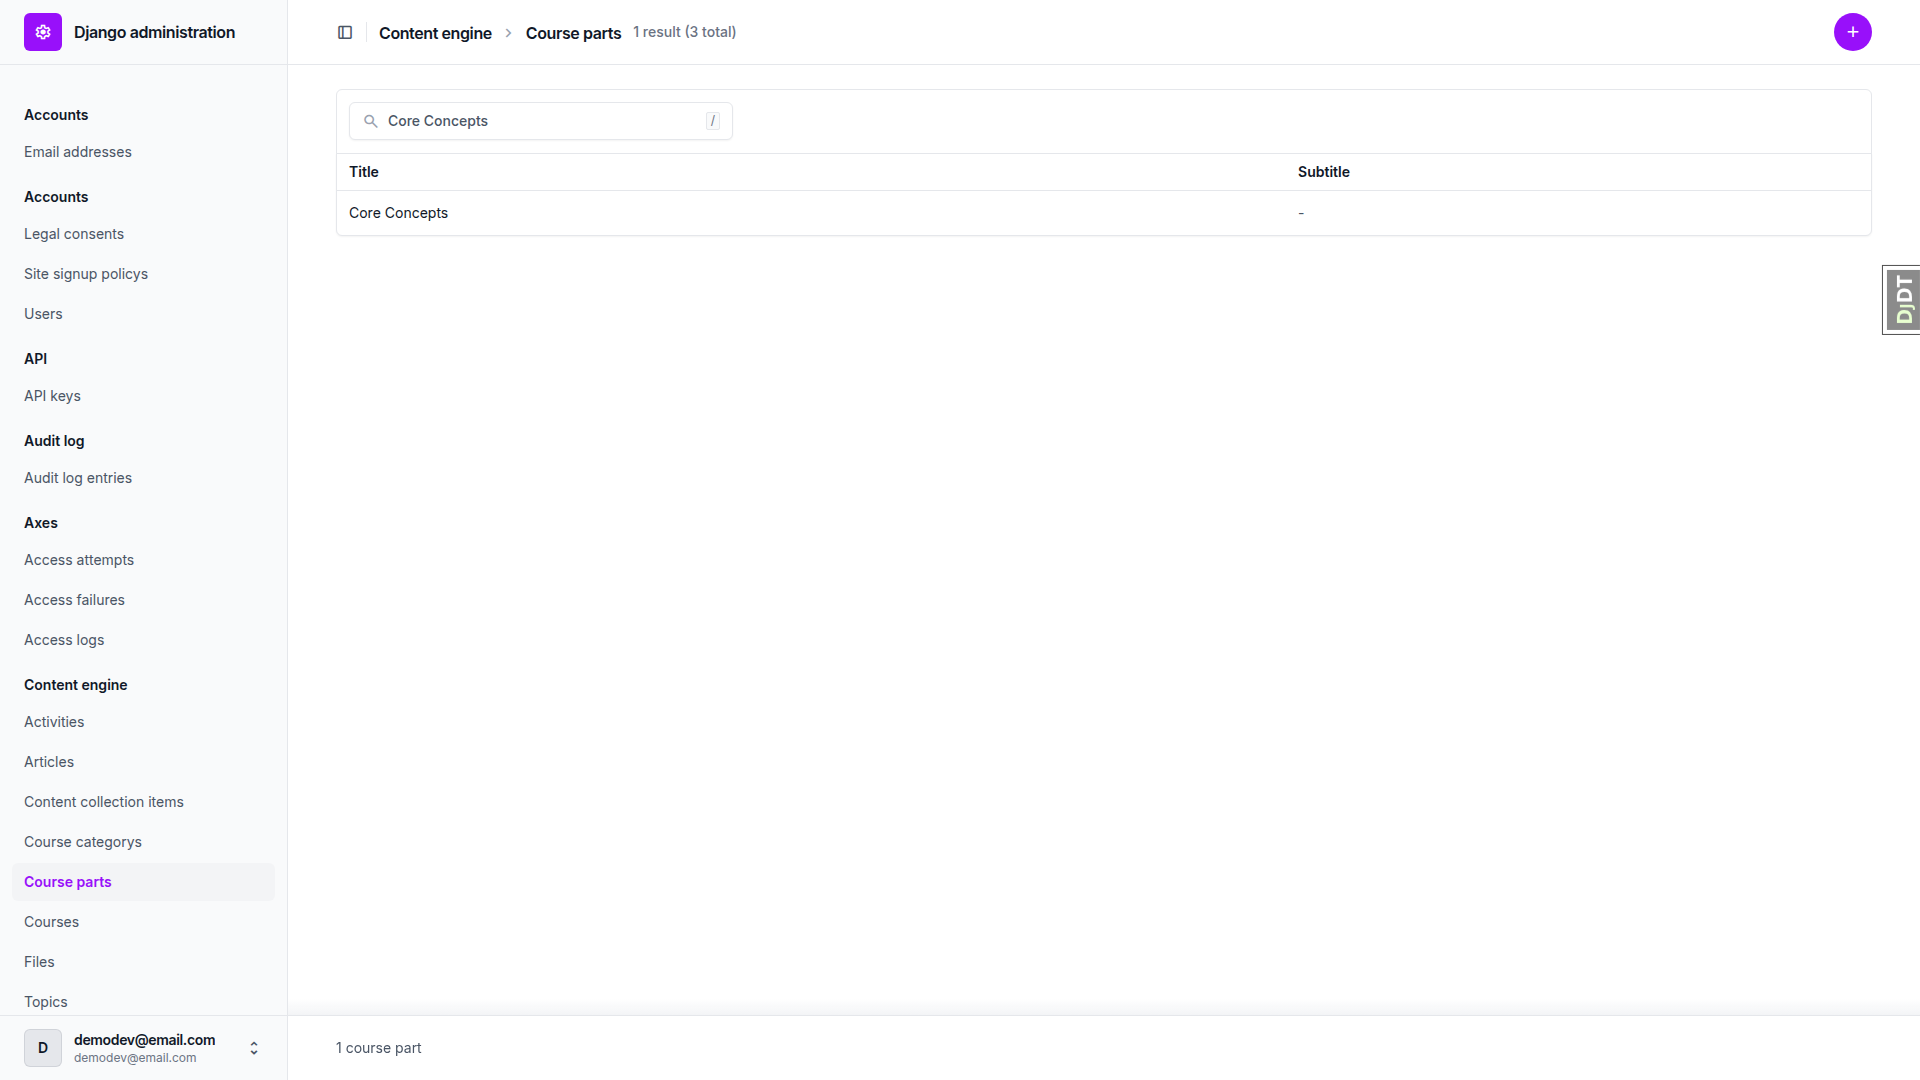 Django administration
Content engine > Course parts 1 result (3 total)
+
Accounts
Email addresses
Accounts
Legal consents
Site signup policys
Users
API
API keys
Audit log
Audit log entries
Axes
Access attempts
Access failures
Access logs
Content engine
Activities
Articles
Content collection items
Course categorys
Course parts
Courses
Files
Topics
D
demodev@email.com
demodev@email.com
Core Concepts /
Title Subtitle
Core Concepts -
DjDT
1 course part